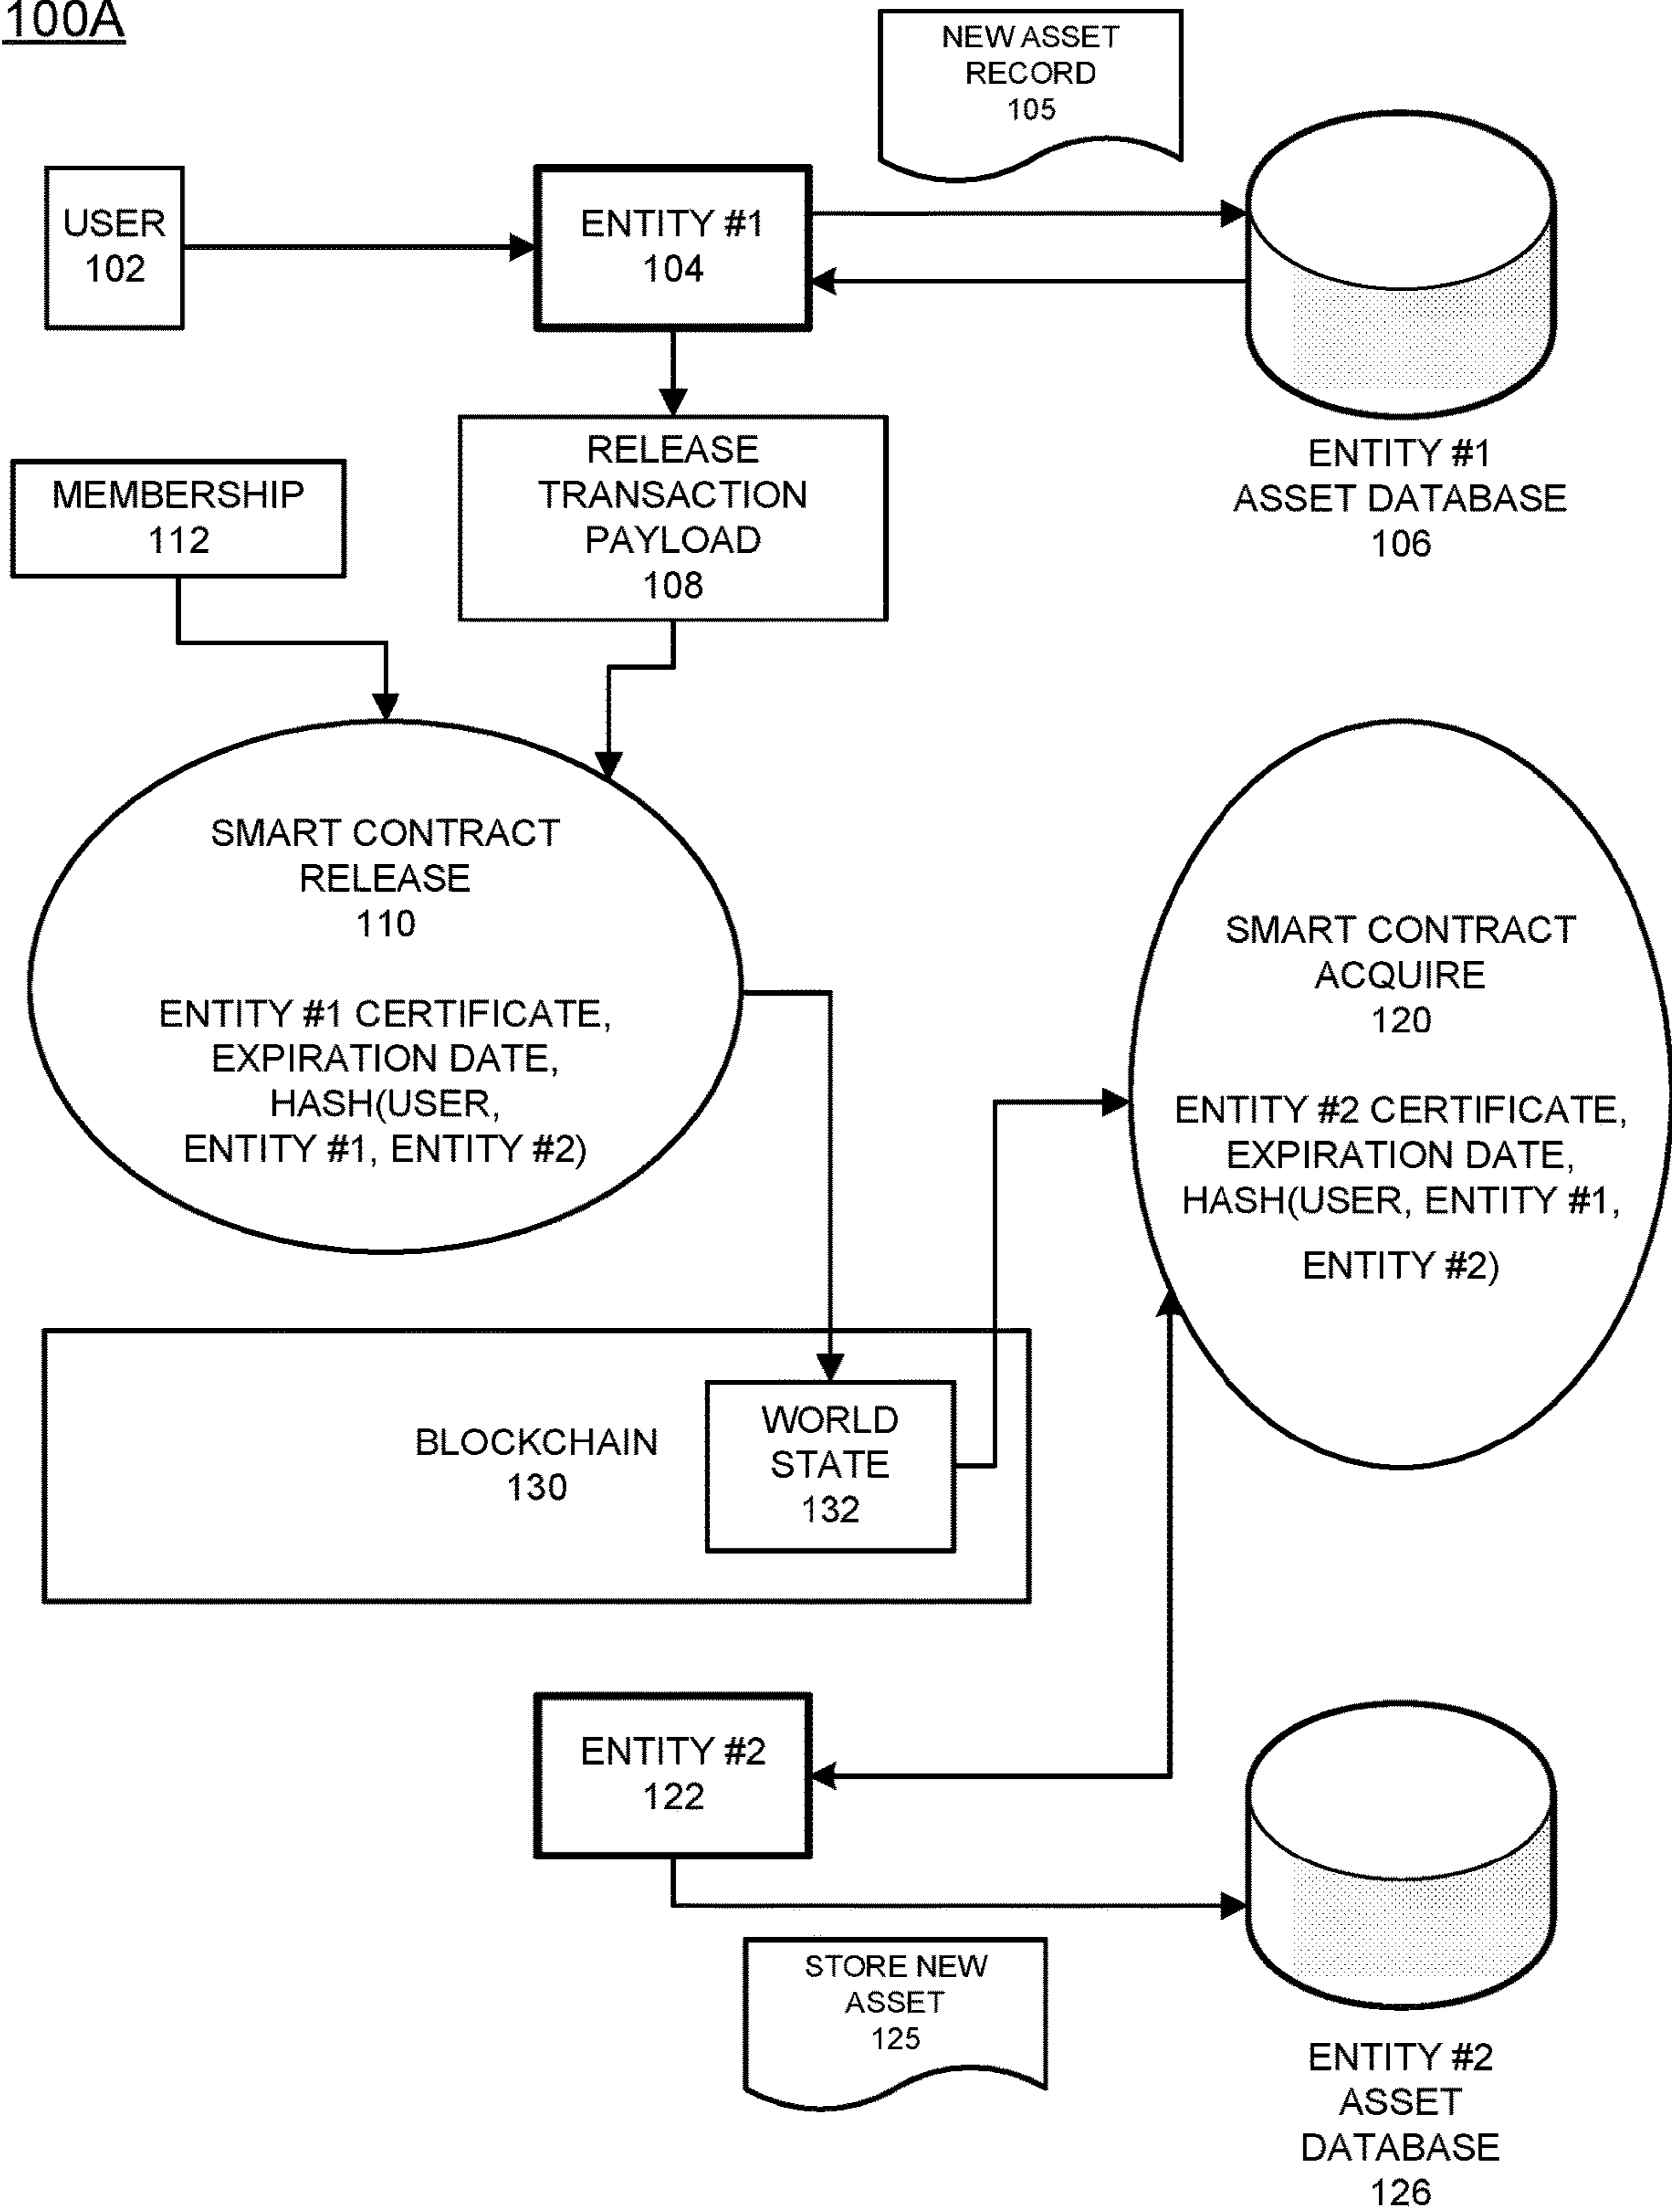 100A
NEW ASSET
RECORD
105
USER
102
ENTITY #1
104
RELEASE
TRANSACTION
PAYLOAD
108
ENTITY #1
ASSET DATABASE
106
MEMBERSHIP
112
SMART CONTRACT
RELEASE
110
ENTITY #1 CERTIFICATE,
EXPIRATION DATE,
HASH(USER,
ENTITY #1, ENTITY #2)
SMART CONTRACT
ACQUIRE
120
ENTITY #2 CERTIFICATE,
EXPIRATION DATE,
HASH(USER, ENTITY #1,
ENTITY #2)
BLOCKCHAIN
130
WORLD
STATE
132
ENTITY #2
122
STORE NEW
ASSET
125
ENTITY #2
ASSET
DATABASE
126